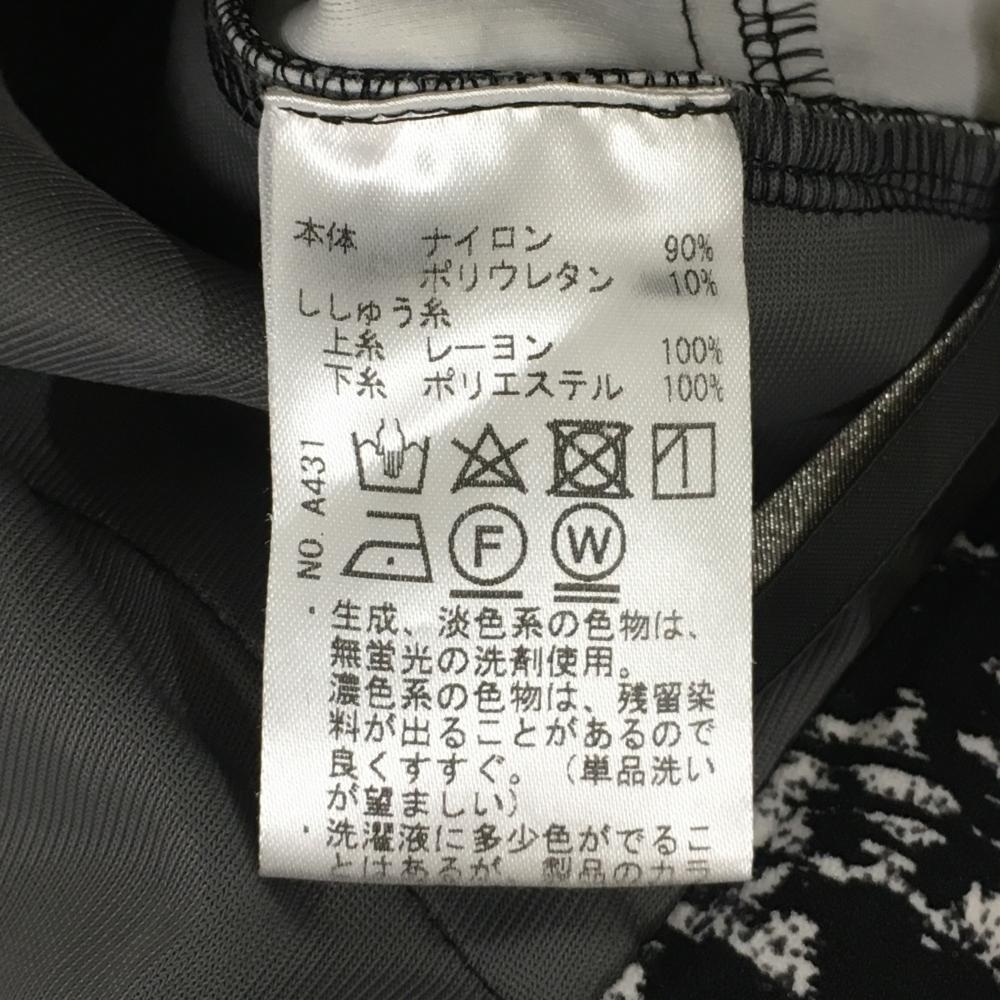 本体 ナイロン 90%
ポリウレタン 10%
ししゅう糸
上糸 レーヨン 100%
下糸 ポリエステル 100%
NO. A431
F W
・生成、淡色系の色物は、
無蛍光の洗剤使用。
濃色系の色物は、残留染
料が出ることがあるので
良くすすぐ。（単品洗い
が望ましい）
・洗濯液に多少色がでるこ
とはあるが、製品のカラ